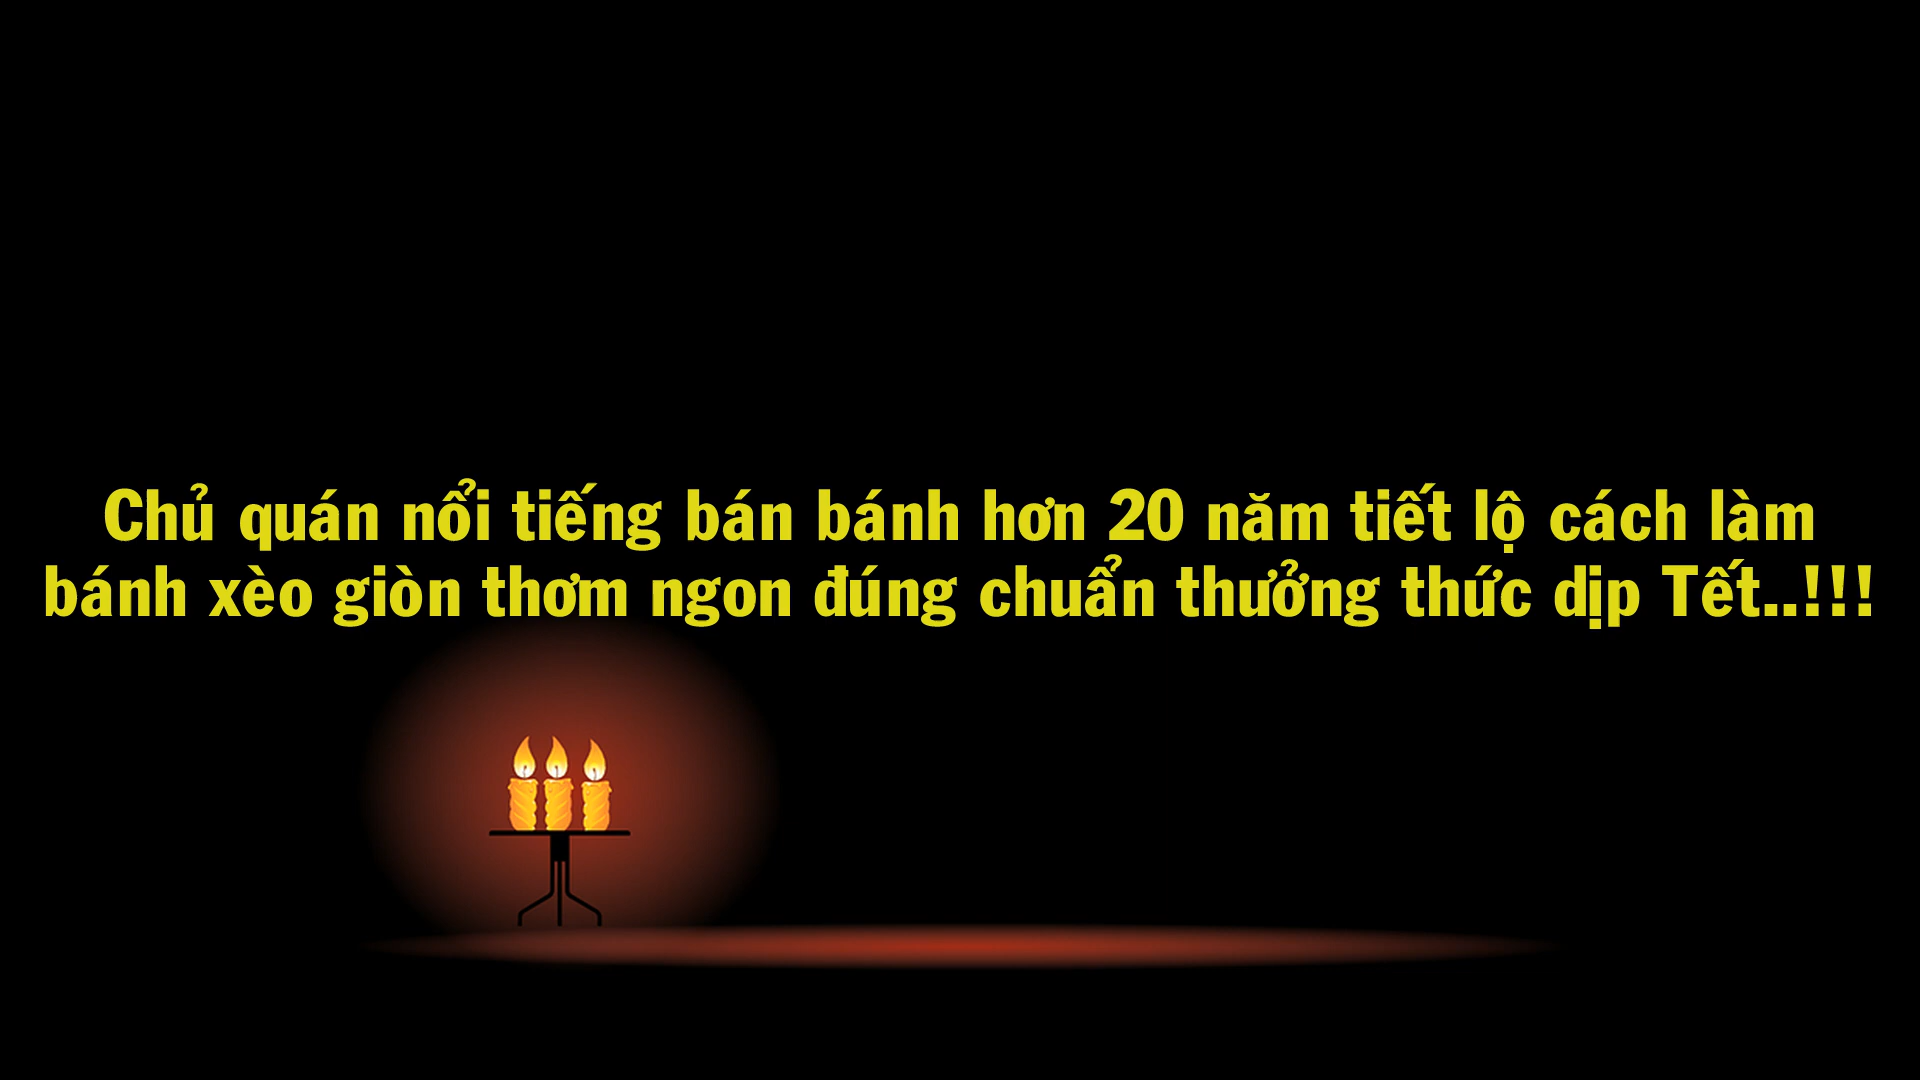 Chủ quán nổi tiếng bán bánh hơn 20 năm tiết lộ cách làm
bánh xèo giòn thơm ngon đúng chuẩn thưởng thức dịp Tết..!!!